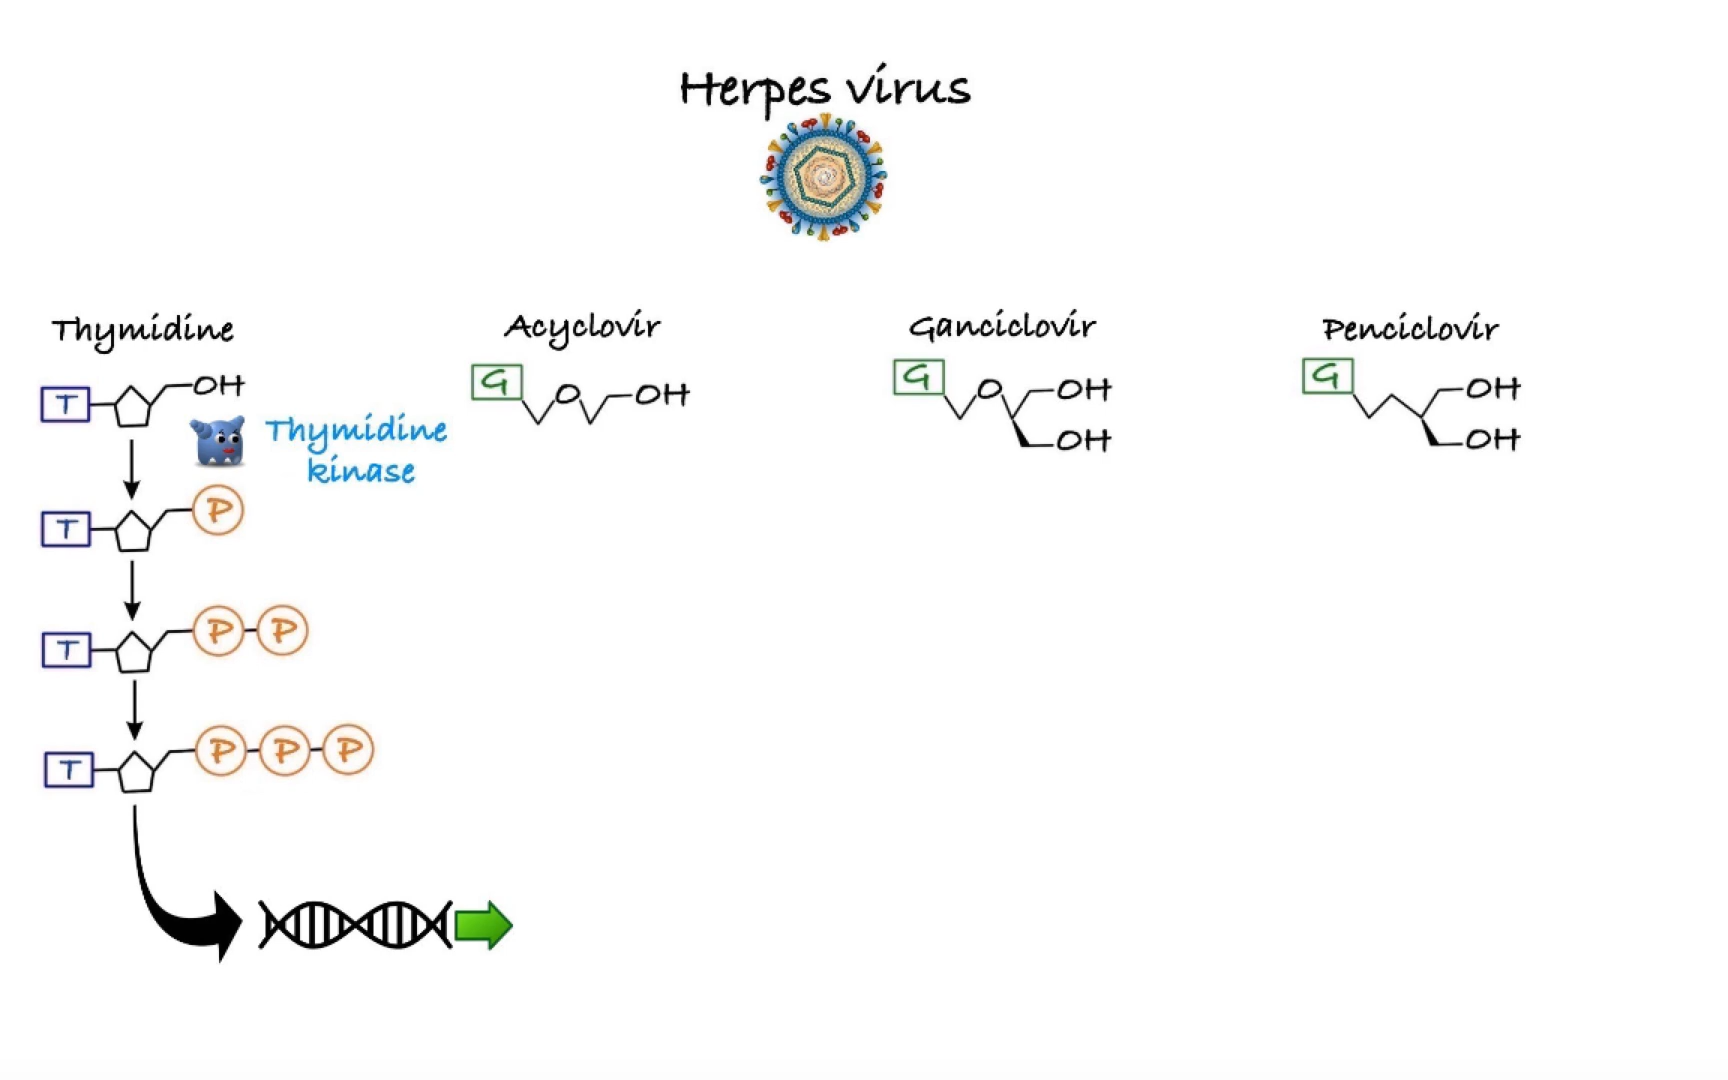 Herpes virus
Thymidine
T
OH
Thymidine
kinase
T
P
T
P
P
T
P
P
P
Acyclovir
G
O
OH
Ganciclovir
G
O
OH
OH
Penciclovir
G
OH
OH